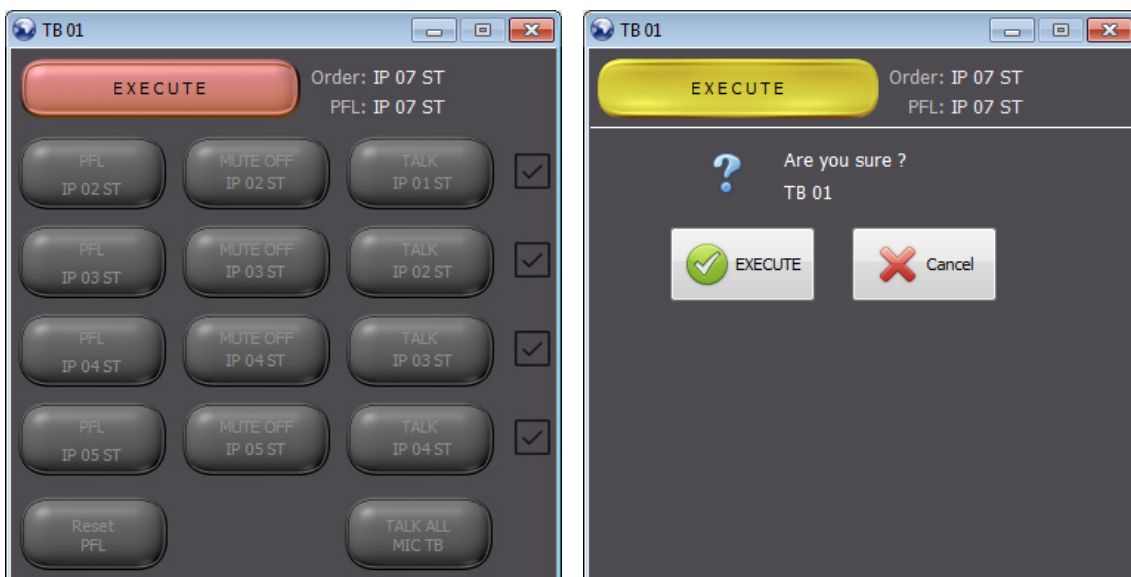 TB 01
EXECUTE
Order: IP 07 ST
PFL: IP 07 ST
PFL
IP 02 ST
MUTE OFF
IP 02 ST
TALK
IP 01 ST
PFL
IP 03 ST
MUTE OFF
IP 03 ST
TALK
IP 02 ST
PFL
IP 04 ST
MUTE OFF
IP 04 ST
TALK
IP 03 ST
PFL
IP 05 ST
MUTE OFF
IP 05 ST
TALK
IP 04 ST
Reset
PFL
TALK ALL
MIC TB
TB 01
EXECUTE
Order: IP 07 ST
PFL: IP 07 ST
Are you sure ?
TB 01
EXECUTE
Cancel